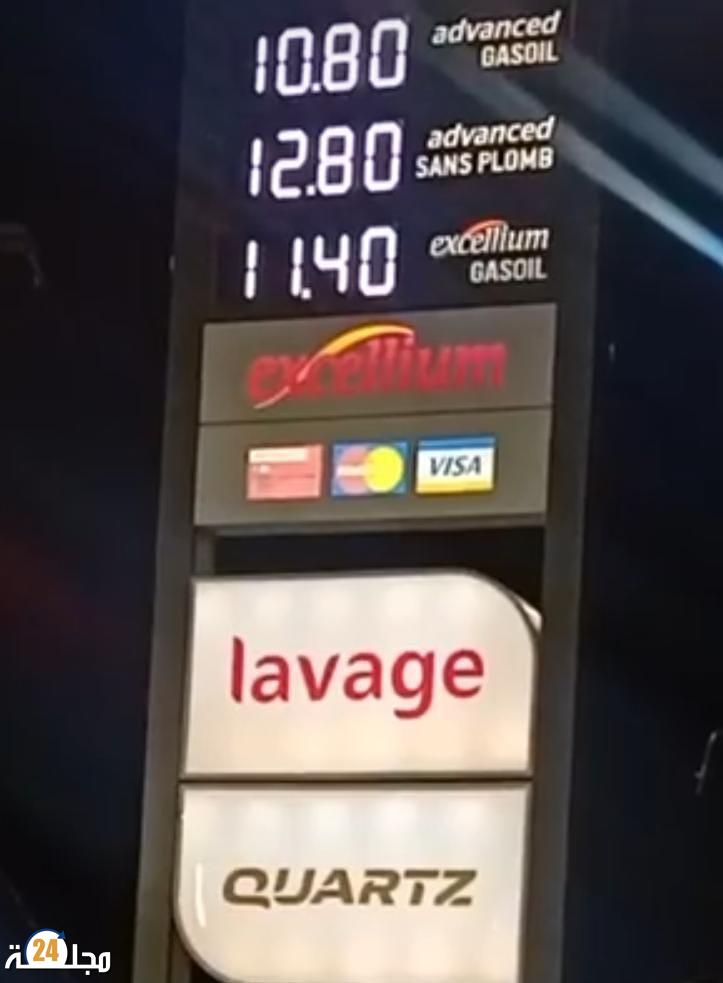 10.80 advanced
GASOIL
12.80 advanced
SANS PLOMB
11.40 excellium
GASOIL
excellium
VISA
lavage
QUARTZ
مجلة 24